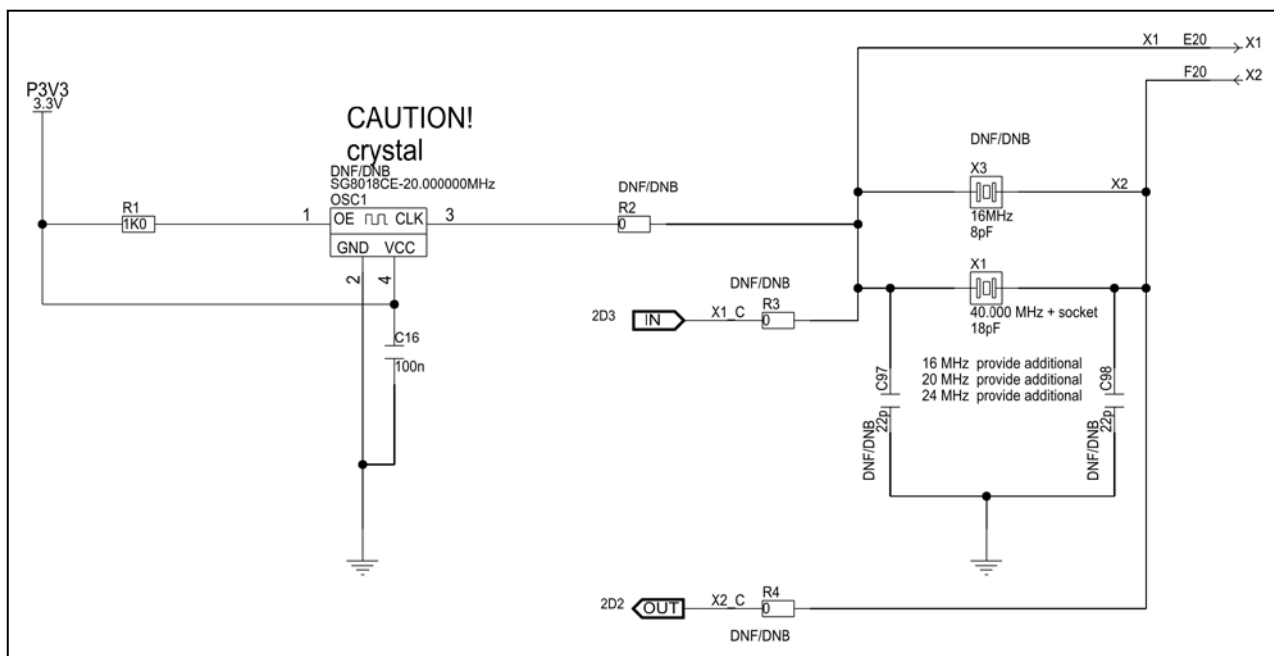 X1 E20 X1
F20 X2
P3V3
3.3V
CAUTION!
crystal
DNF/DNB
SG8018CE-20.000000MHz
OSC1
R1
1K0
1
OE CLK
3
GND VCC
2
4
C16
100n
DNF/DNB
R2
0
DNF/DNB
X3
X2
16MHz
8pF
X1
40.000 MHz + socket
18pF
DNF/DNB
R3
0
2D3
IN
X1_C
16 MHz provide additional
20 MHz provide additional
24 MHz provide additional
C97
22p
DNF/DNB
C98
22p
DNF/DNB
2D2
OUT
X2_C
R4
0
DNF/DNB